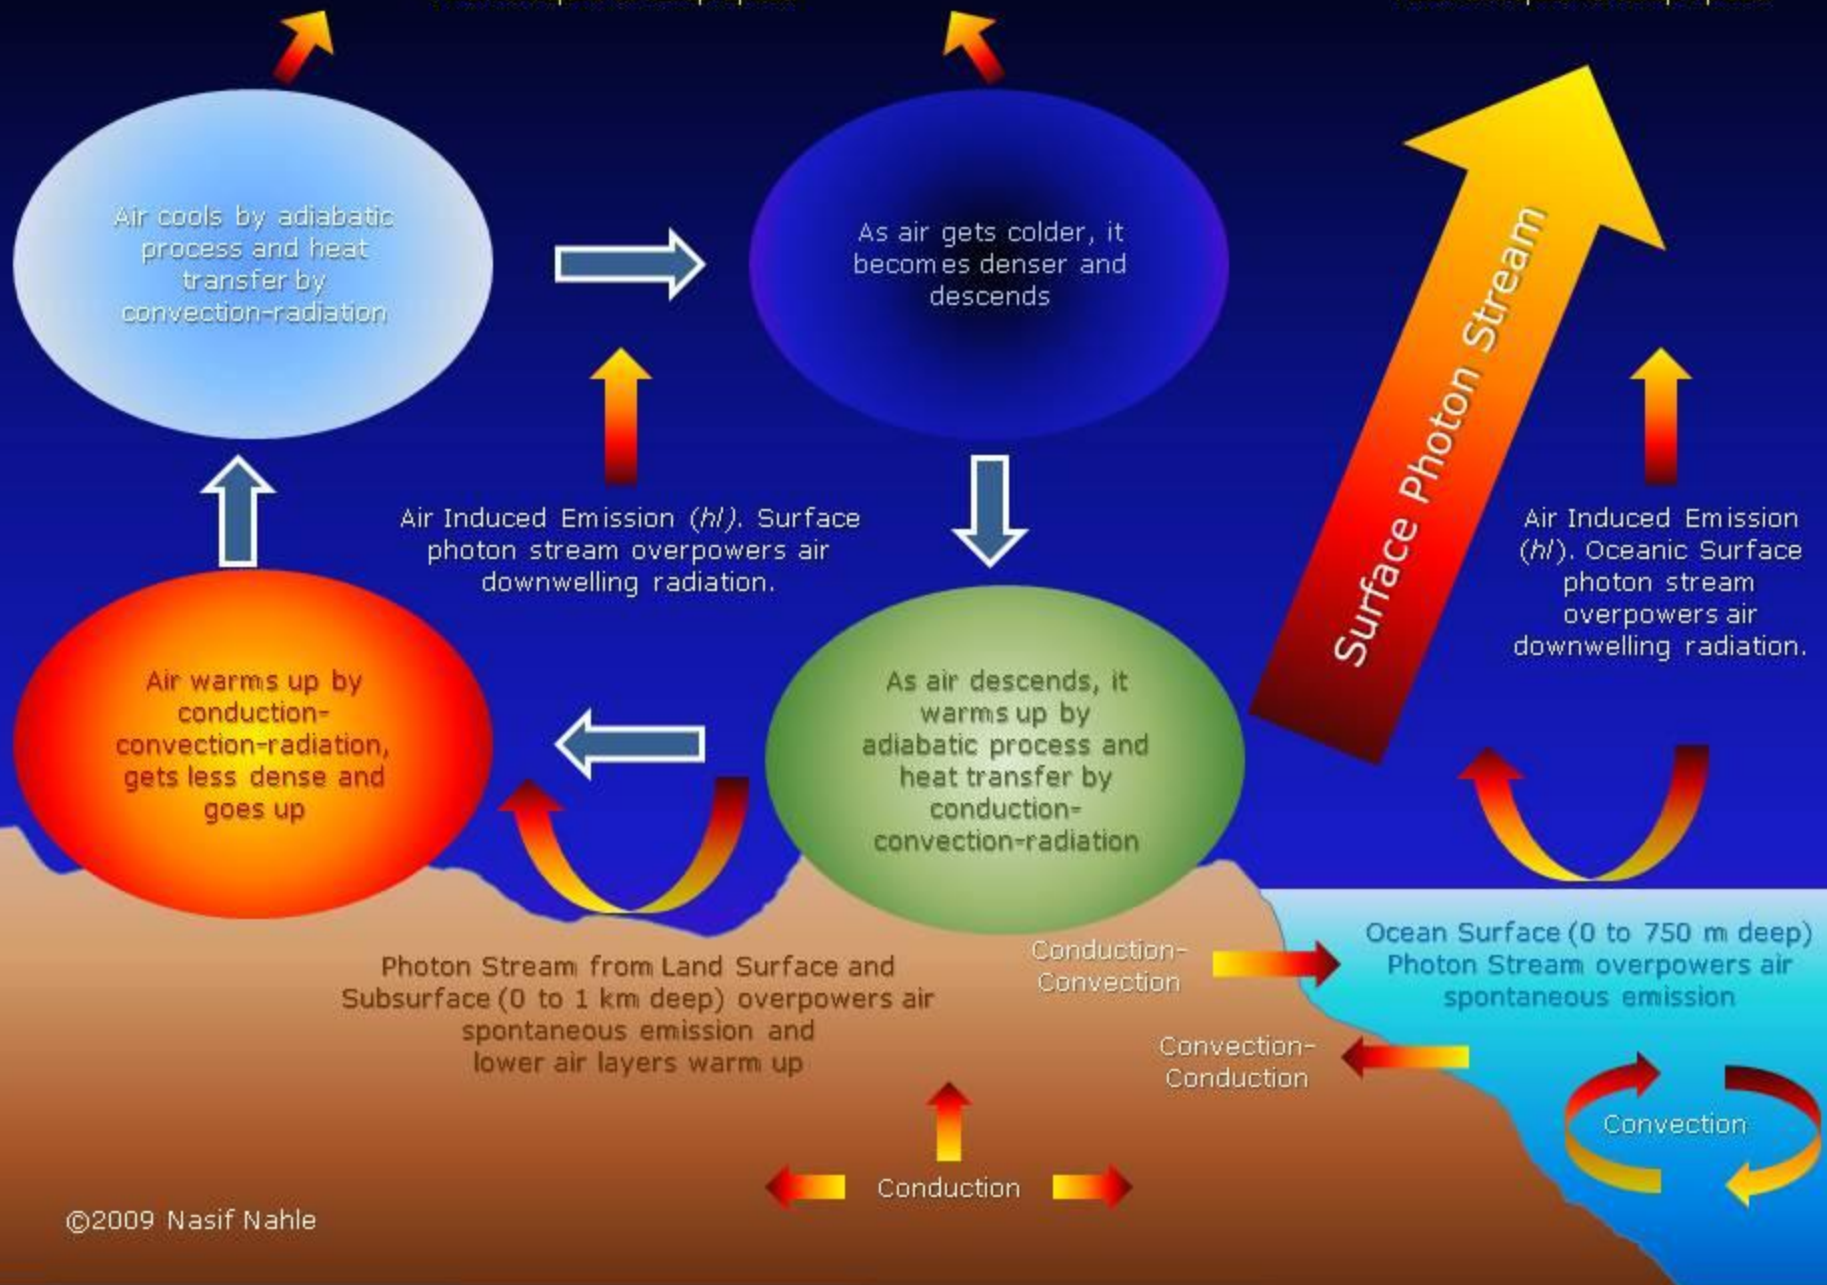 Air cools by adiabatic
process and heat
transfer by
convection-radiation
As air gets colder, it
becomes denser and
descends
Surface Photon Stream
Air Induced Emission (hl). Surface
photon stream overpowers air
downwelling radiation.
Air Induced Emission
(hl). Oceanic Surface
photon stream
overpowers air
downwelling radiation.
Air warms up by
conduction-
convection-radiation,
gets less dense and
goes up
As air descends, it
warms up by
adiabatic process and
heat transfer by
conduction-
convection-radiation
Photon Stream from Land Surface and
Subsurface (0 to 1 km deep) overpowers air
spontaneous emission and
lower air layers warm up
Conduction-
Convection
Ocean Surface (0 to 750 m deep)
Photon Stream overpowers air
spontaneous emission
Convection-
Conduction
Convection
Conduction
©2009 Nasif Nahle